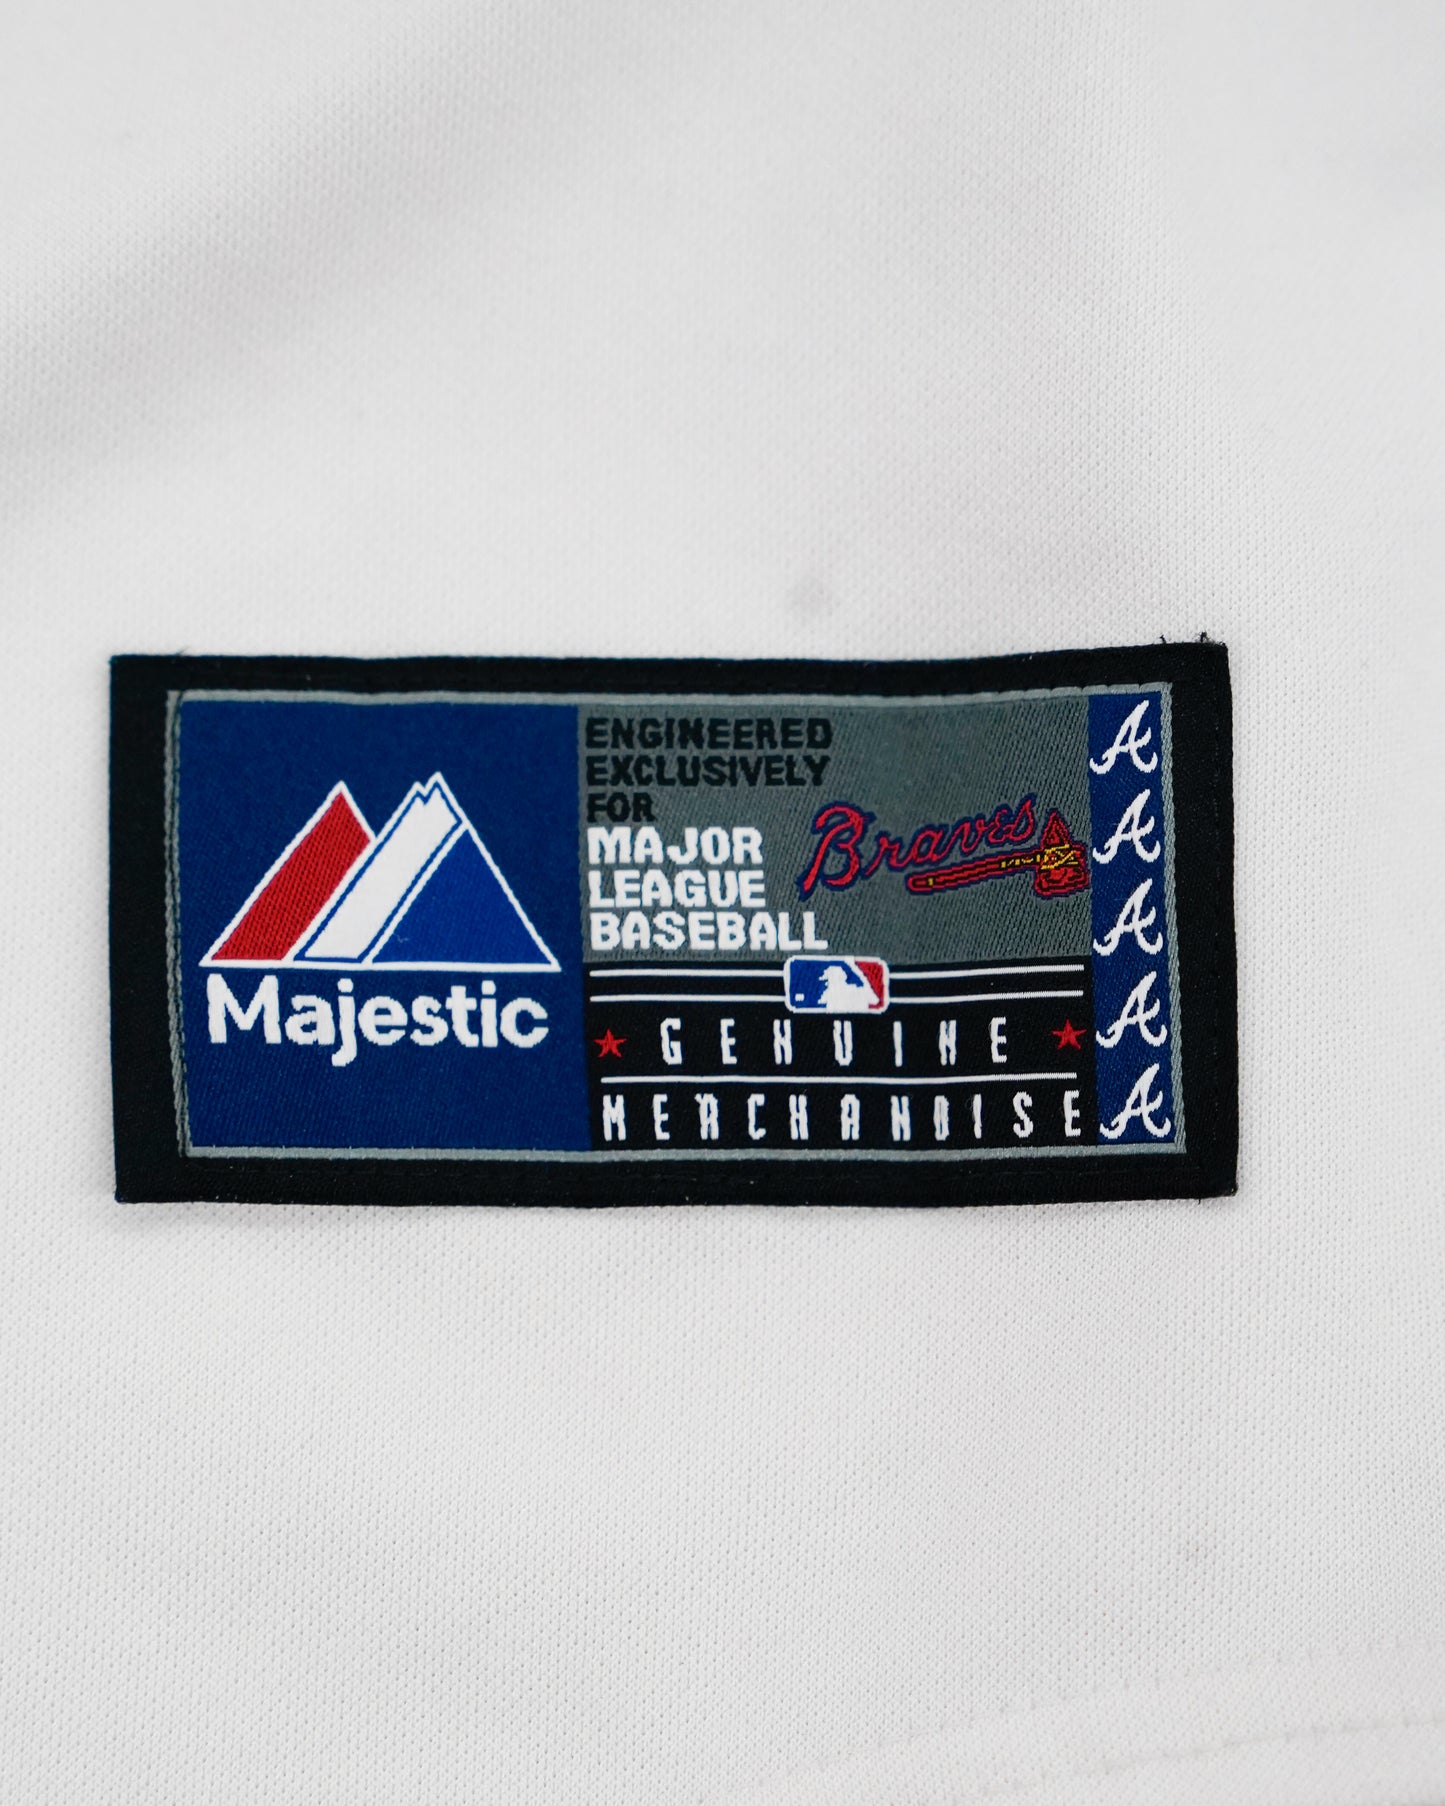 Majestic
ENGINEERED
EXCLUSIVELY
FOR
MAJOR
LEAGUE
BASEBALL
Braves
GENUINE
MERCHANDISE
A
A
A
A
A